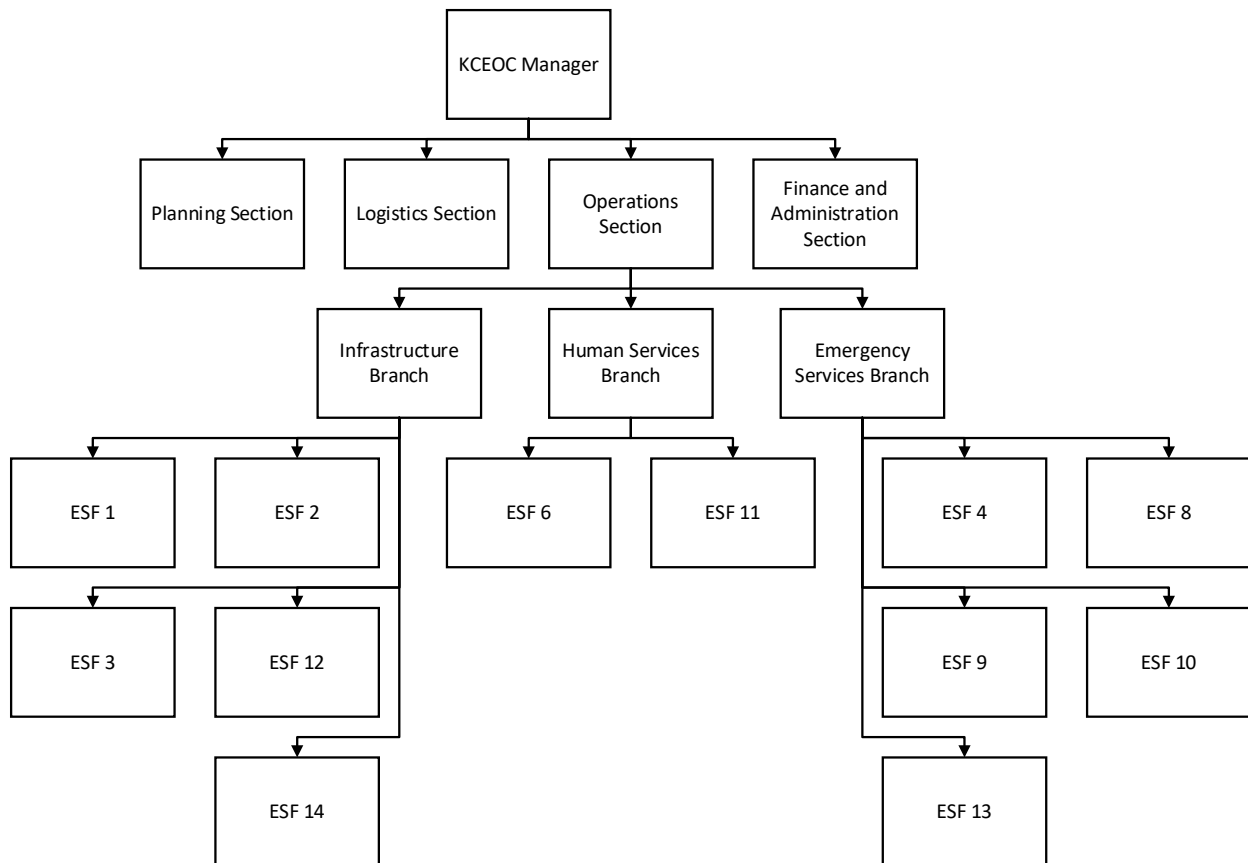 KCEOC Manager
Planning Section
Logistics Section
Operations
Section
Finance and
Administration
Section
Infrastructure
Branch
Human Services
Branch
Emergency
Services Branch
ESF 1
ESF 2
ESF 6
ESF 11
ESF 4
ESF 8
ESF 3
ESF 12
ESF 9
ESF 10
ESF 14
ESF 13